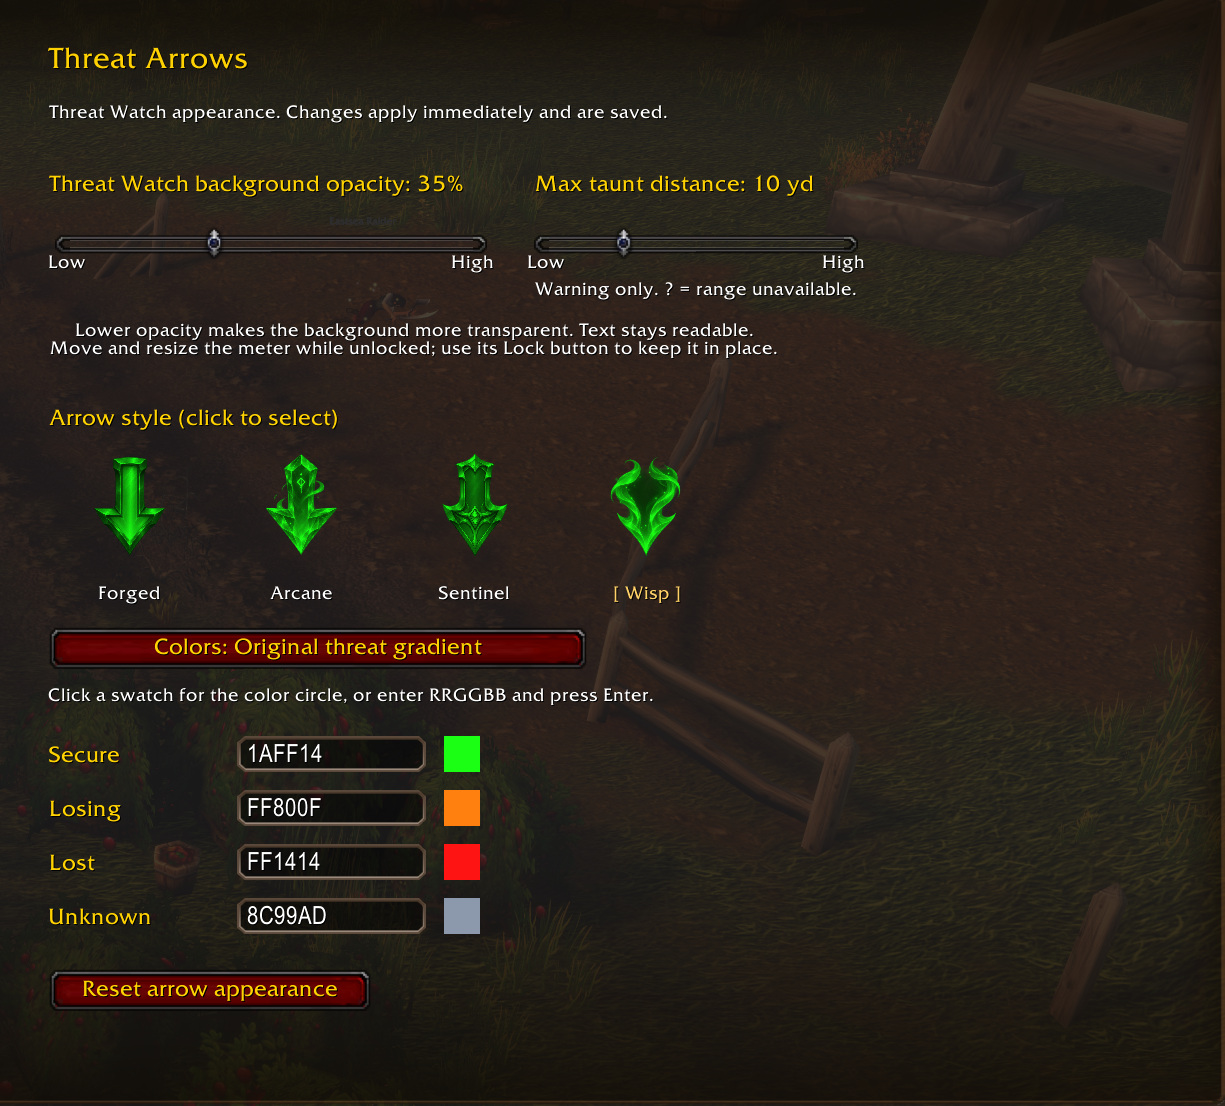 Threat Arrows
Threat Watch appearance. Changes apply immediately and are saved.
Threat Watch background opacity: 35%
Max taunt distance: 10 yd
Low
High
Low
High
Warning only. ? = range unavailable.
Lower opacity makes the background more transparent. Text stays readable.
Move and resize the meter while unlocked; use its Lock button to keep it in place.
Arrow style (click to select)
Forged
Arcane
Sentinel
[ Wisp ]
Colors: Original threat gradient
Click a swatch for the color circle, or enter RRGGBB and press Enter.
Secure
1AFF14
Losing
FF800F
Lost
FF1414
Unknown
8C99AD
Reset arrow appearance